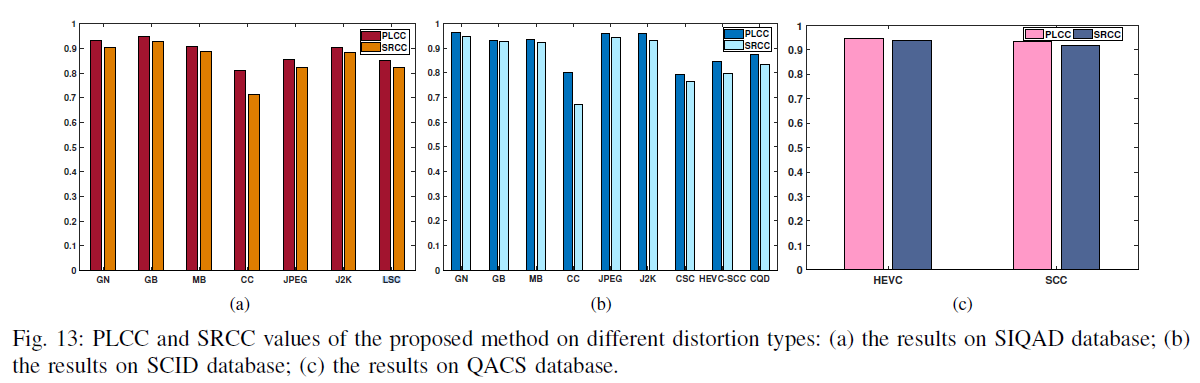 1
0.9
0.8
0.7
0.6
0.5
0.4
0.3
0.2
0.1
0
PLCC
SRCC
GN GB MB CC JPEG J2K LSC
(a)
1
0.9
0.8
0.7
0.6
0.5
0.4
0.3
0.2
0.1
0
PLCC
SRCC
GN GB MB CC JPEG J2K CSC HEVC-SCC CQD
(b)
1
0.9
0.8
0.7
0.6
0.5
0.4
0.3
0.2
0.1
0
PLCC SRCC
HEVC SCC
(c)
Fig. 13: PLCC and SRCC values of the proposed method on different distortion types: (a) the results on SIQAD database; (b)
the results on SCID database; (c) the results on QACS database.